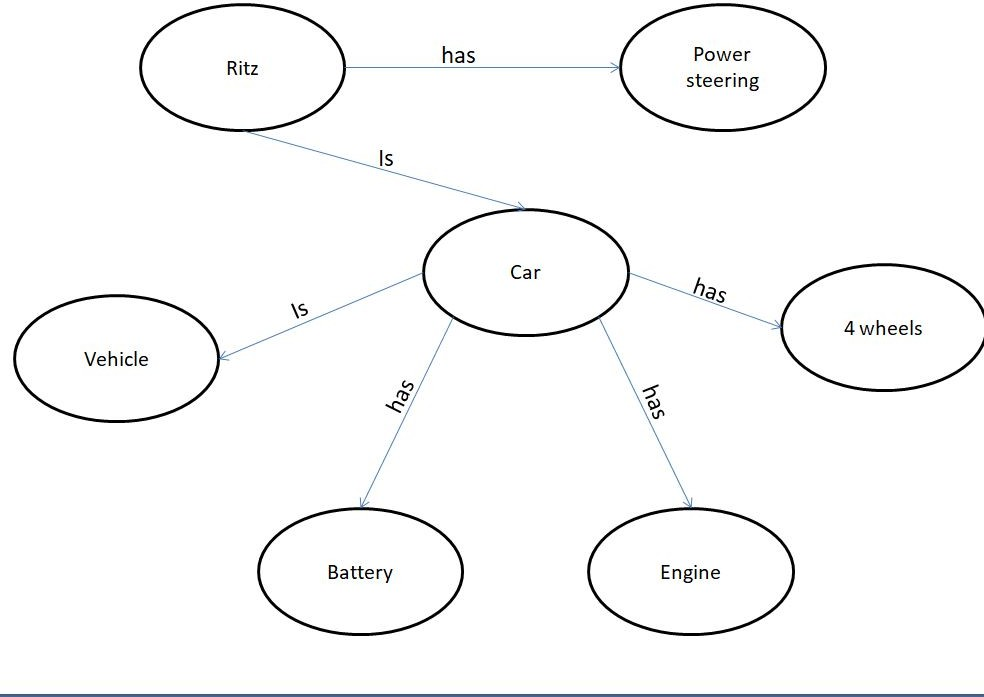 Ritz
has
Power
steering
Is
Car
has
4 wheels
Is
Vehicle
has
has
Battery
Engine